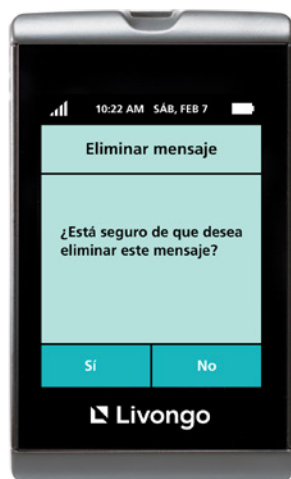 10:22 AM SÁB, FEB 7
Eliminar mensaje
¿Está seguro de que desea
eliminar este mensaje?
Sí No
Livongo